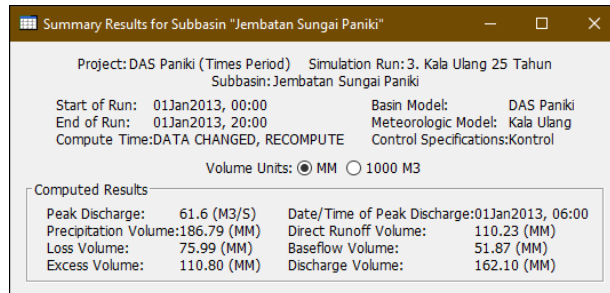 Summary Results for Subbasin "Jembatan Sungai Paniki"
Project: DAS Paniki (Times Period) Simulation Run: 3. Kala Ulang 25 Tahun
Subbasin: Jembatan Sungai Paniki
Start of Run: 01Jan2013, 00:00 Basin Model: DAS Paniki
End of Run: 01Jan2013, 20:00 Meteorologic Model: Kala Ulang
Compute Time:DATA CHANGED, RECOMPUTE Control Specifications:Kontrol
Volume Units: MM 1000 M3
Computed Results
Peak Discharge: 61.6 (M3/S) Date/Time of Peak Discharge:01Jan2013, 06:00
Precipitation Volume:186.79 (MM) Direct Runoff Volume: 110.23 (MM)
Loss Volume: 75.99 (MM) Baseflow Volume: 51.87 (MM)
Excess Volume: 110.80 (MM) Discharge Volume: 162.10 (MM)